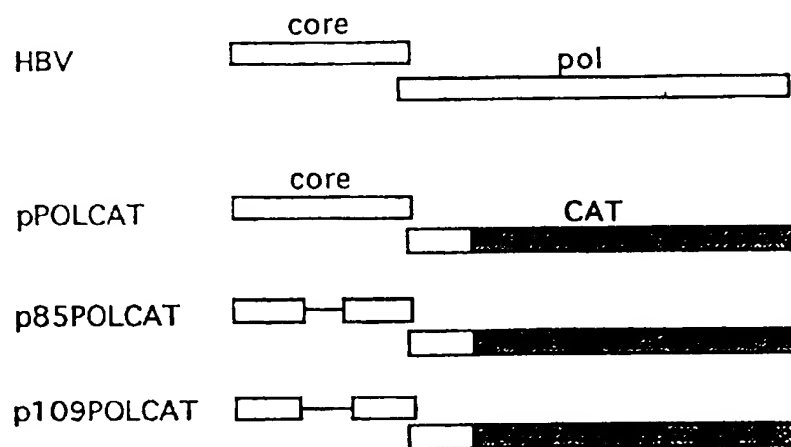 core
HBV
pol
core
pPOLCAT
CAT
p85POLCAT
p109POLCAT